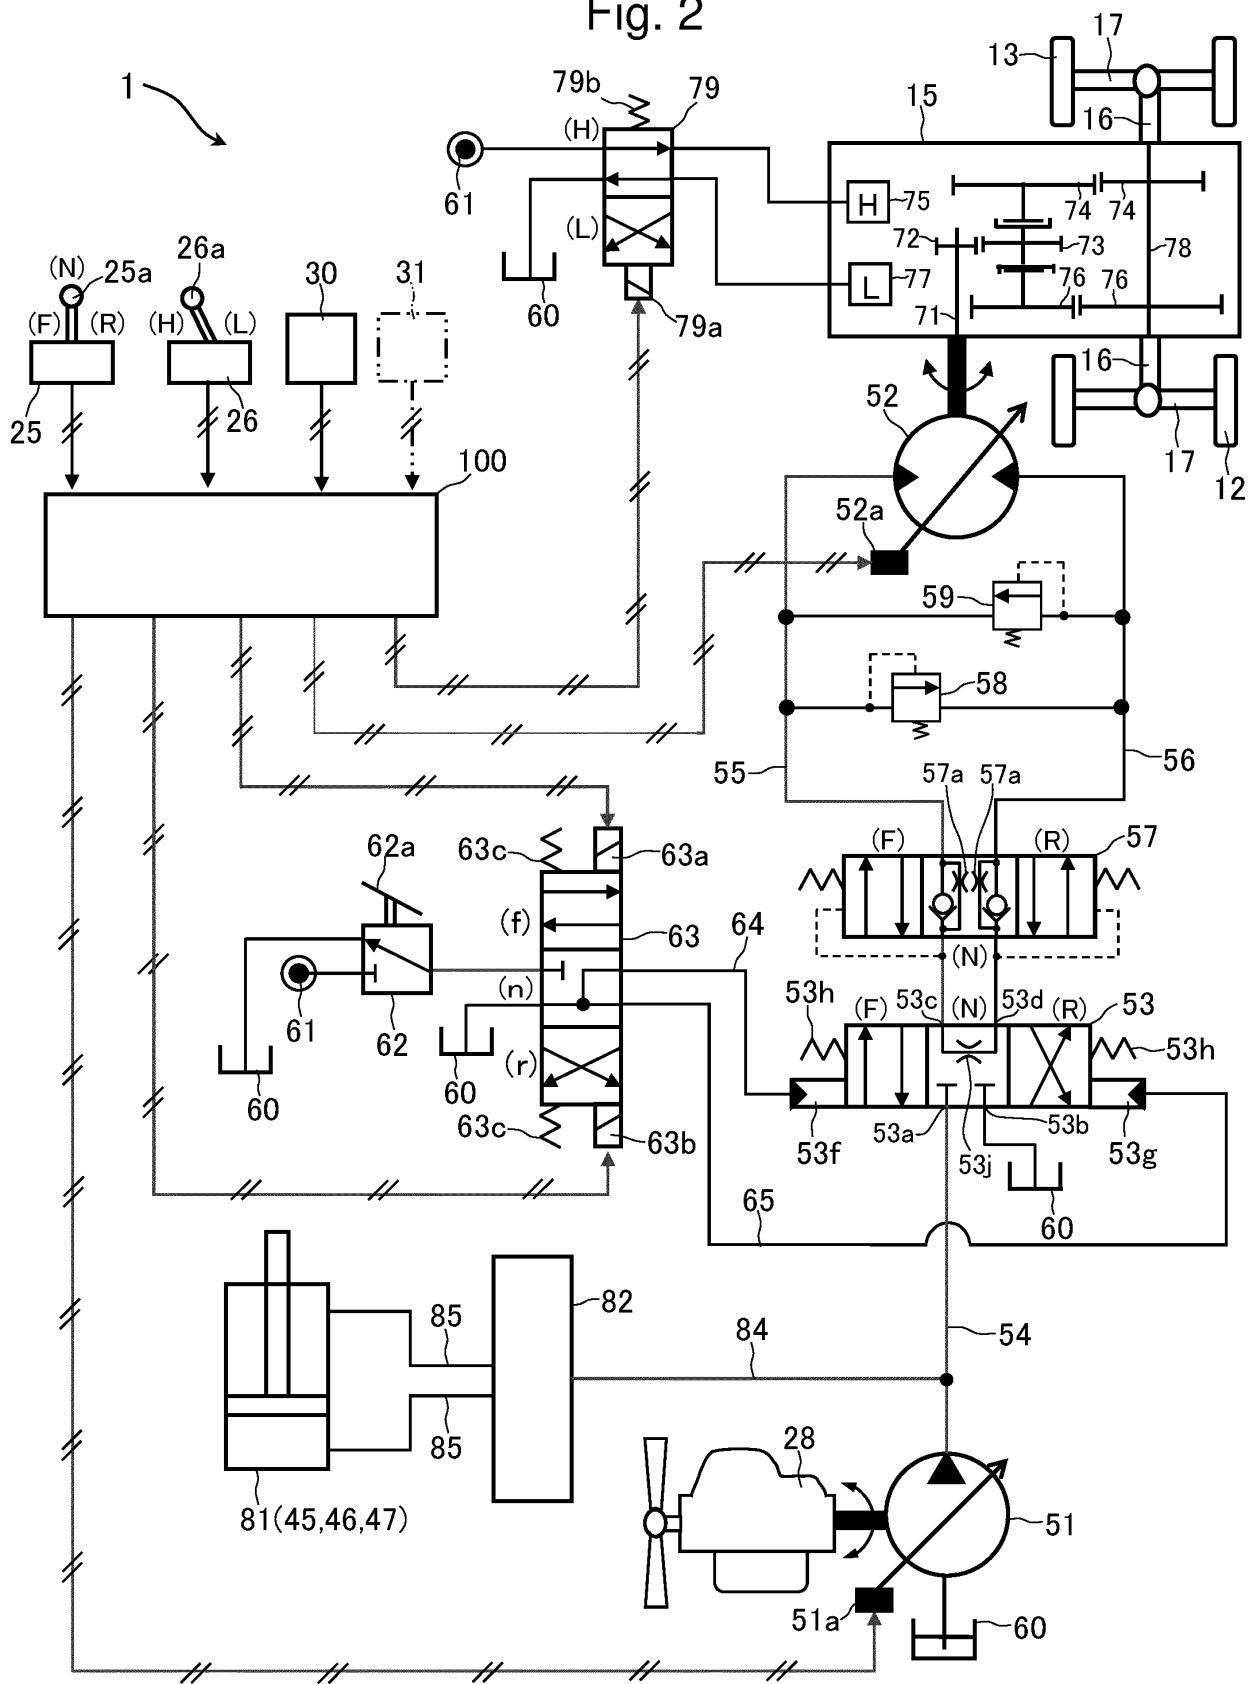 Fig. 2
1
79b
79
(H)
61
(L)
60
79a
13
17
15
16
H
75
74
74
72
73
78
L
77
76
76
71
16
17
12
(N)
25a
26a
(F)
(R)
(H)
(L)
30
31
25
26
100
52
52a
59
58
55
56
57a
57a
(F)
(R)
57
(N)
62a
63c
63a
(f)
63
64
(n)
61
62
60
60
(r)
63c
63b
53h
53c
(F)
(N)
53d
(R)
53
53h
53f
53a
53j
53b
53g
60
65
82
85
84
54
85
81(45,46,47)
28
51
51a
60